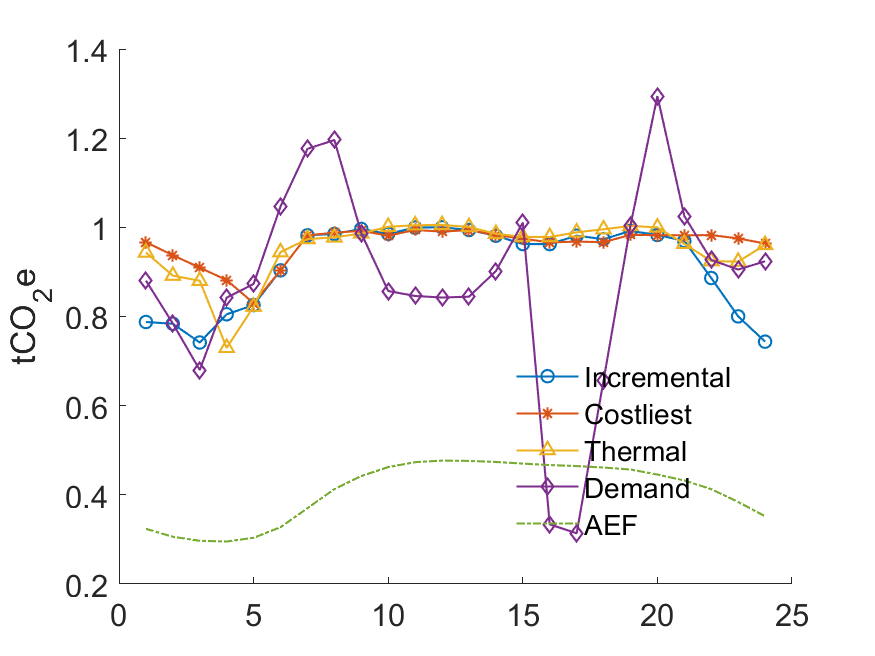 1.4
1.2
1
0.8
0.6
0.4
0.2
tCO2e
Incremental
Costliest
Thermal
Demand
AEF
0 5 10 15 20 25